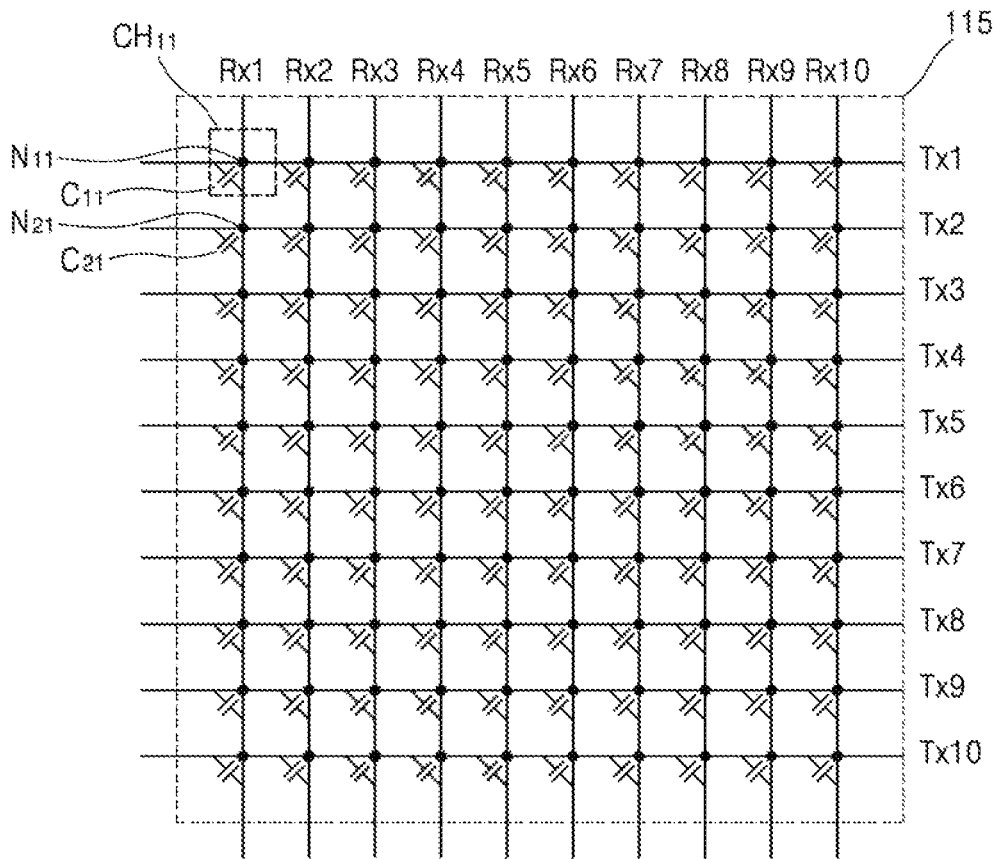 115
CH11
Rx1 Rx2 Rx3 Rx4 Rx5 Rx6 Rx7 Rx8 Rx9 Rx10
N11
Tx1
C11
N21
Tx2
C21
Tx3
Tx4
Tx5
Tx6
Tx7
Tx8
Tx9
Tx10